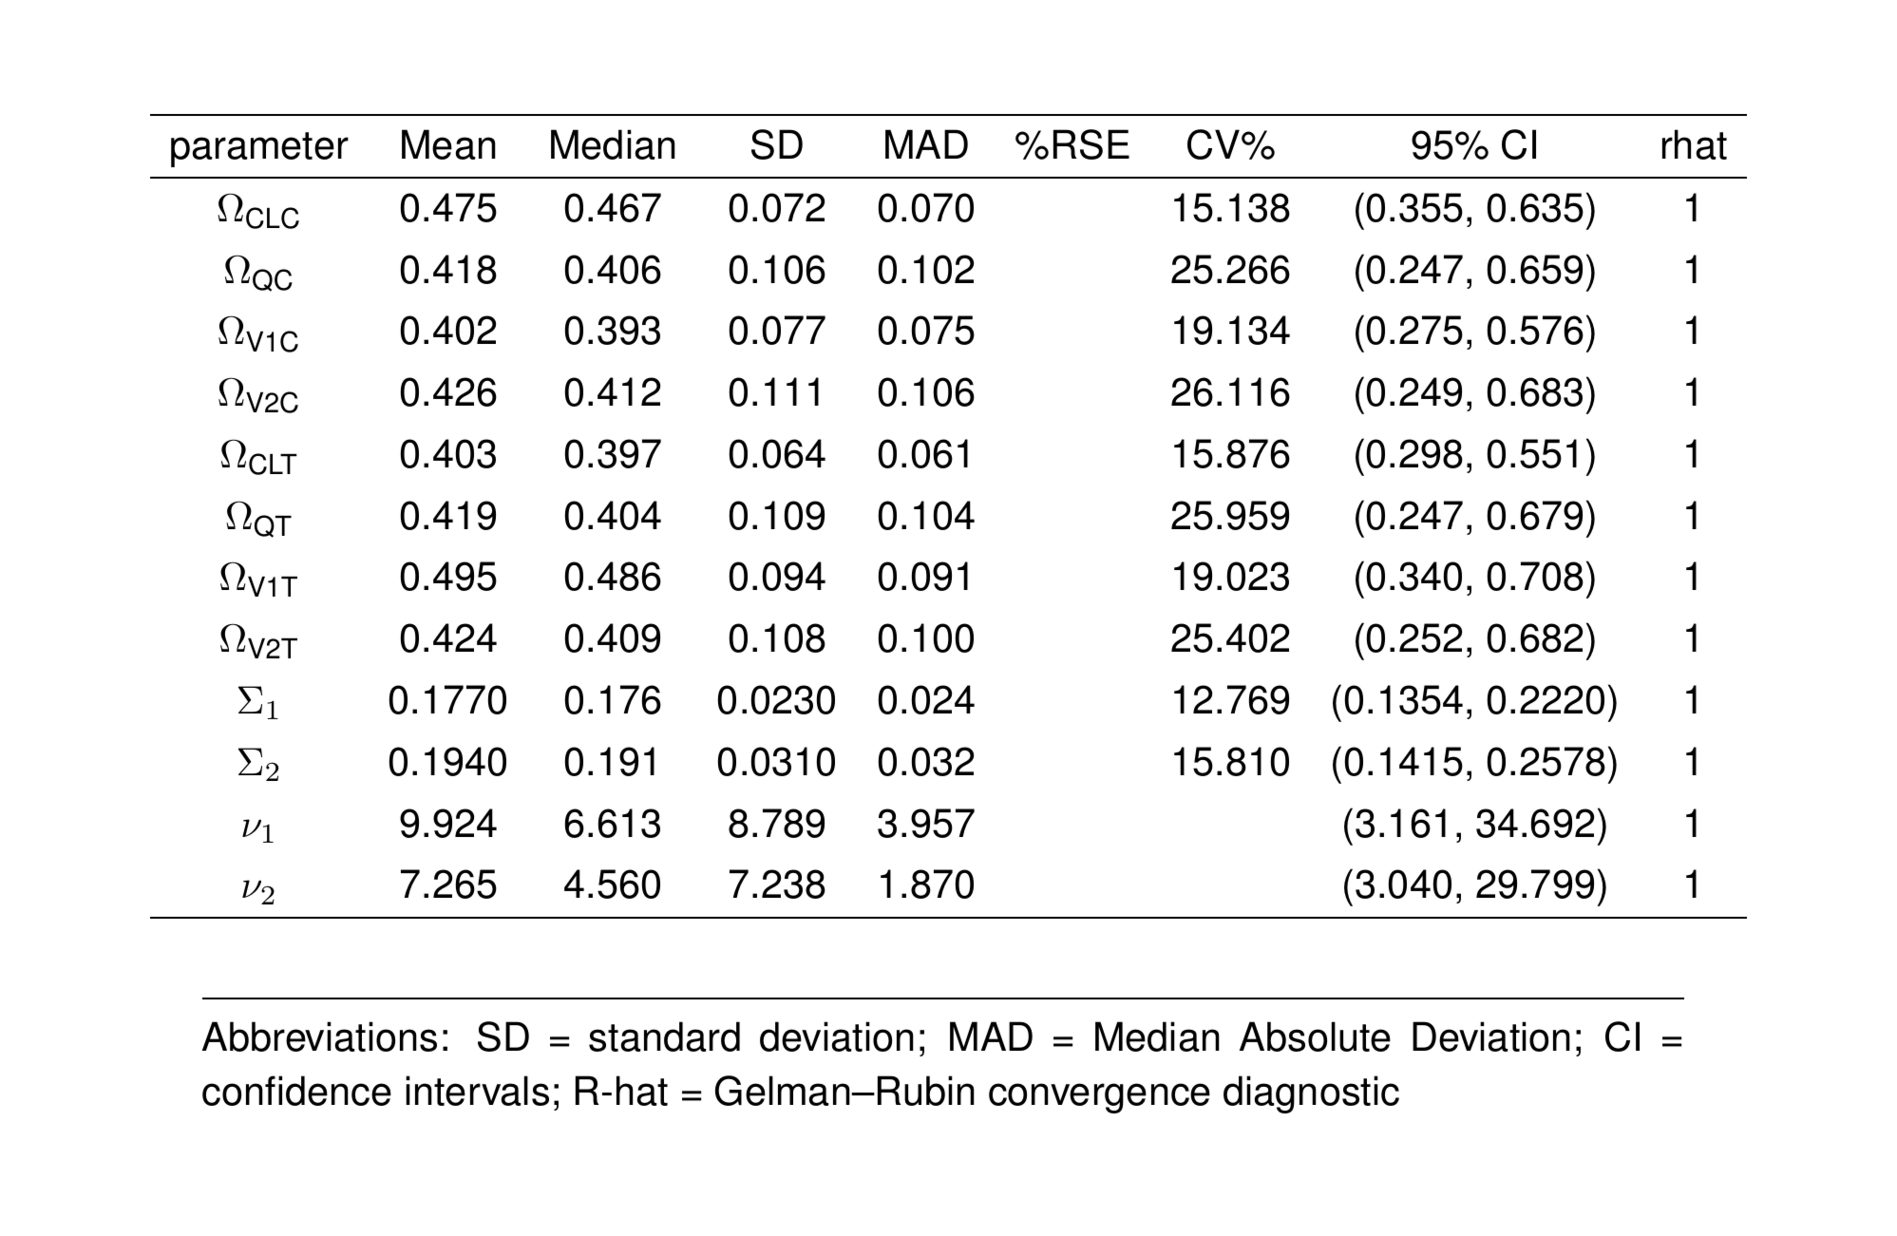 parameter Mean Median SD MAD %RSE CV% 95% CI rhat
Ω_CLC 0.475 0.467 0.072 0.070 15.138 (0.355, 0.635) 1
Ω_QC 0.418 0.406 0.106 0.102 25.266 (0.247, 0.659) 1
Ω_V1C 0.402 0.393 0.077 0.075 19.134 (0.275, 0.576) 1
Ω_V2C 0.426 0.412 0.111 0.106 26.116 (0.249, 0.683) 1
Ω_CLT 0.403 0.397 0.064 0.061 15.876 (0.298, 0.551) 1
Ω_QT 0.419 0.404 0.109 0.104 25.959 (0.247, 0.679) 1
Ω_V1T 0.495 0.486 0.094 0.091 19.023 (0.340, 0.708) 1
Ω_V2T 0.424 0.409 0.108 0.100 25.402 (0.252, 0.682) 1
Σ₁ 0.1770 0.176 0.0230 0.024 12.769 (0.1354, 0.2220) 1
Σ₂ 0.1940 0.191 0.0310 0.032 15.810 (0.1415, 0.2578) 1
ν₁ 9.924 6.613 8.789 3.957 (3.161, 34.692) 1
ν₂ 7.265 4.560 7.238 1.870 (3.040, 29.799) 1
Abbreviations: SD = standard deviation; MAD = Median Absolute Deviation; CI =
confidence intervals; R-hat = Gelman–Rubin convergence diagnostic